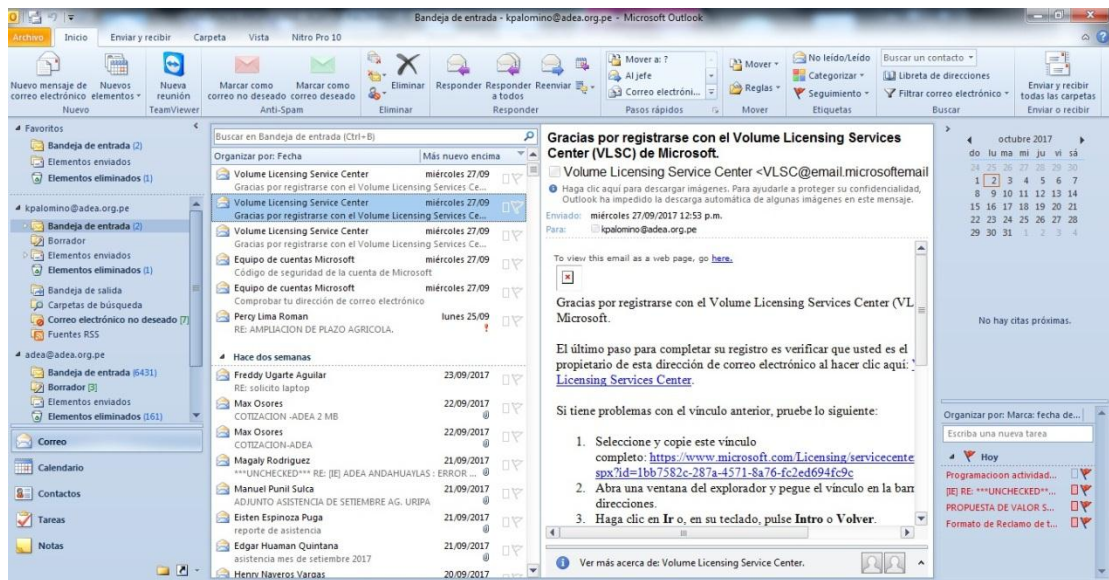 Bandeja de entrada - kpalomino@adea.org.pe - Microsoft Outlook
Archivo Inicio Enviar y recibir Carpeta Vista Nitro Pro 10
Nuevo mensaje de correo electrónico
Nuevos elementos
Nuevo
Nueva reunión
TeamViewer
Marcar como correo no deseado
Marcar como correo deseado
Anti-Spam
Eliminar
Eliminar
Responder
Responder a todos
Reenviar
Responder
Mover a: ?
Al jefe
Correo electróni...
Pasos rápidos
Mover
Reglas
Mover
No leído/Leído
Categorizar
Seguimiento
Etiquetas
Buscar un contacto
Libreta de direcciones
Filtrar correo electrónico
Buscar
Enviar y recibir todas las carpetas
Enviar o recibir
Favoritos
Bandeja de entrada (2)
Elementos enviados
Elementos eliminados (1)
kpalomino@adea.org.pe
Bandeja de entrada (2)
Borrador
Elementos enviados
Elementos eliminados (1)
Bandeja de salida
Carpetas de búsqueda
Correo electrónico no deseado [7]
Fuentes RSS
adea@adea.org.pe
Bandeja de entrada (6431)
Borrador [3]
Elementos enviados
Elementos eliminados (161)
Correo
Calendario
Contactos
Tareas
Notas
Buscar en Bandeja de entrada (Ctrl+B)
Organizar por: Fecha Más nuevo encima
Volume Licensing Service Center miércoles 27/09
Gracias por registrarse con el Volume Licensing Services Ce...
Volume Licensing Service Center miércoles 27/09
Gracias por registrarse con el Volume Licensing Services Ce...
Volume Licensing Service Center miércoles 27/09
Gracias por registrarse con el Volume Licensing Services Ce...
Equipo de cuentas Microsoft miércoles 27/09
Código de seguridad de la cuenta de Microsoft
Equipo de cuentas Microsoft miércoles 27/09
Comprobar tu dirección de correo electrónico
Percy Lima Roman lunes 25/09
RE: AMPLIACION DE PLAZO AGRICOLA.
Hace dos semanas
Freddy Ugarte Aguilar 23/09/2017
RE: solicito laptop
Max Osores 22/09/2017
COTIZACION -ADEA 2 MB
Max Osores 22/09/2017
COTIZACION-ADEA
Magaly Rodriguez 21/09/2017
***UNCHECKED*** RE: [IE] ADEA ANDAHUAYLAS : ERROR ...
Manuel Punil Sulca 21/09/2017
ADJUNTO ASISTENCIA DE SETIEMBRE AG. URIPA
Eisten Espinoza Puga 21/09/2017
reporte de asistencia
Edgar Huaman Quintana 21/09/2017
asistencia mes de setiembre 2017
Henry Naveros Vargas 20/09/2017
Gracias por registrarse con el Volume Licensing Services
Center (VLSC) de Microsoft.
Volume Licensing Service Center <VLSC@email.microsoftemail
Haga clic aquí para descargar imágenes. Para ayudarle a proteger su confidencialidad,
Outlook ha impedido la descarga automática de algunas imágenes en este mensaje.
Enviado: miércoles 27/09/2017 12:53 p.m.
Para: kpalomino@adea.org.pe
To view this email as a web page, go here.
Gracias por registrarse con el Volume Licensing Services Center (VL
Microsoft.
El último paso para completar su registro es verificar que usted es el
propietario de esta dirección de correo electrónico al hacer clic aquí:
Licensing Services Center.
Si tiene problemas con el vínculo anterior, pruebe lo siguiente:
1. Seleccione y copie este vínculo
completo: https://www.microsoft.com/Licensing/servicecente
spx?id=1bb7582c-287a-4571-8a76-fc2ed694fc9c
2. Abra una ventana del explorador y pegue el vínculo en la barr
direcciones.
3. Haga clic en Ir o, en su teclado, pulse Intro o Volver.
Ver más acerca de: Volume Licensing Service Center.
octubre 2017
do lu ma mi ju vi sá
24 25 26 27 28 29 30
1 2 3 4 5 6 7
8 9 10 11 12 13 14
15 16 17 18 19 20 21
22 23 24 25 26 27 28
29 30 31 1 2 3 4
No hay citas próximas.
Organizar por: Marca: fecha de...
Escriba una nueva tarea
Hoy
Programacioon actividad...
[IE] RE: ***UNCHECKED**...
PROPUESTA DE VALOR S...
Formato de Reclamo de t...